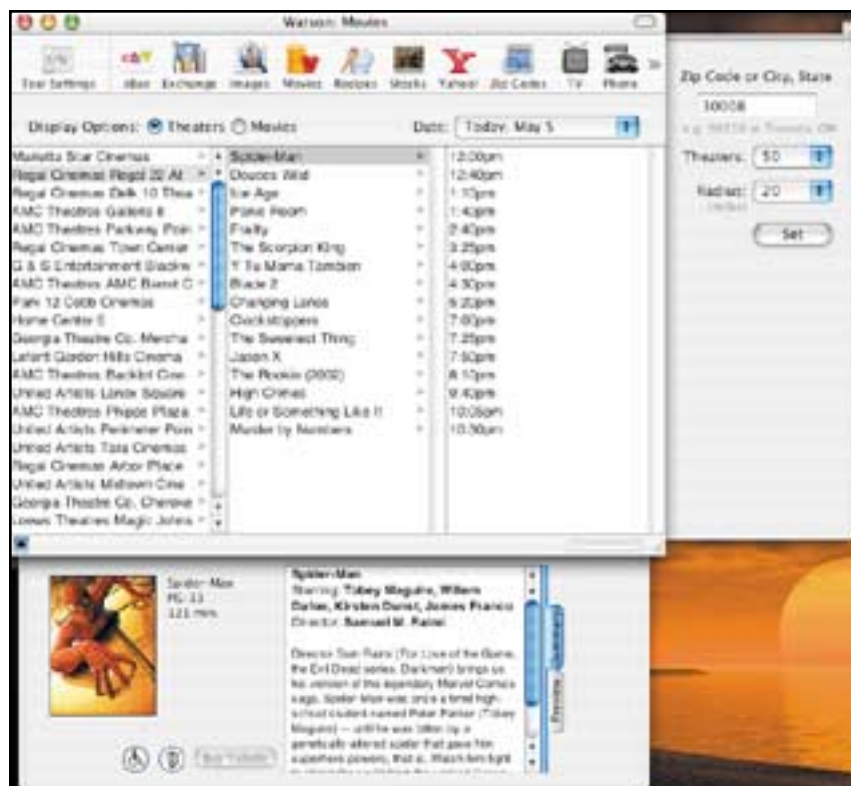 Watson: Movies
Tool Settings eBay Exchange Images Movies Recipes Stocks Yahoo! Zip Codes TV Phone »
Display Options: Theaters Movies Date: Today, May 5
Marietta Star Cinemas
Regal Cinemas Regal 22 At
Regal Cinemas Delk 10 Thea
AMC Theatres Galleria 8
AMC Theatres Parkway Poin
Regal Cinemas Town Center
G & S Entertainment
AMC Theatres AMC Barret C
Park 12 Cobb Cinemas
Home Center 8
Georgia Theatre Co. Mercha
Lefont Garden Hills Cinema
AMC Theatres Backlot Cine
United Artists Lenox Square
AMC Theatres Phipps Plaza
United Artists Perimeter Poin
United Artists Tara Cinemas
Regal Cinemas Arbor Place
United Artists Midtown Cine
Georgia Theatre Co. Cherokee
Loews Theatres Magic Johns
Spider-Man
Deuces Wild
Ice Age
Panic Room
Frailty
The Scorpion King
Y Tu Mama Tambien
Blade 2
Changing Lanes
Clockstoppers
The Sweetest Thing
Jason X
The Rookie (2002)
High Crimes
Life or Something Like It
Murder by Numbers
12:00pm
12:40pm
1:10pm
1:40pm
2:40pm
3:25pm
4:00pm
4:30pm
5:20pm
7:00pm
7:25pm
7:50pm
8:10pm
9:40pm
10:05pm
10:30pm
Zip Code or City, State
30008
Theaters: 50
Radius: 20
Set
Spider-Man
PG-13
121 min.
Buy Tickets
Spider-Man
Starring: Tobey Maguire, Willem
Dafoe, Kirsten Dunst, James Franco
Director: Samuel M. Raimi
Director Sam Raimi (For Love of the Game,
the Evil Dead series, Darkman) brings us
his version of the legendary Marvel Comics
saga. Spider-Man was once a timid high-
school student named Peter Parker (Tobey
Maguire) -- until he was bitten by a
genetically-altered spider that gave him
superhero powers, that is. Watch him fight
Summary
Preview